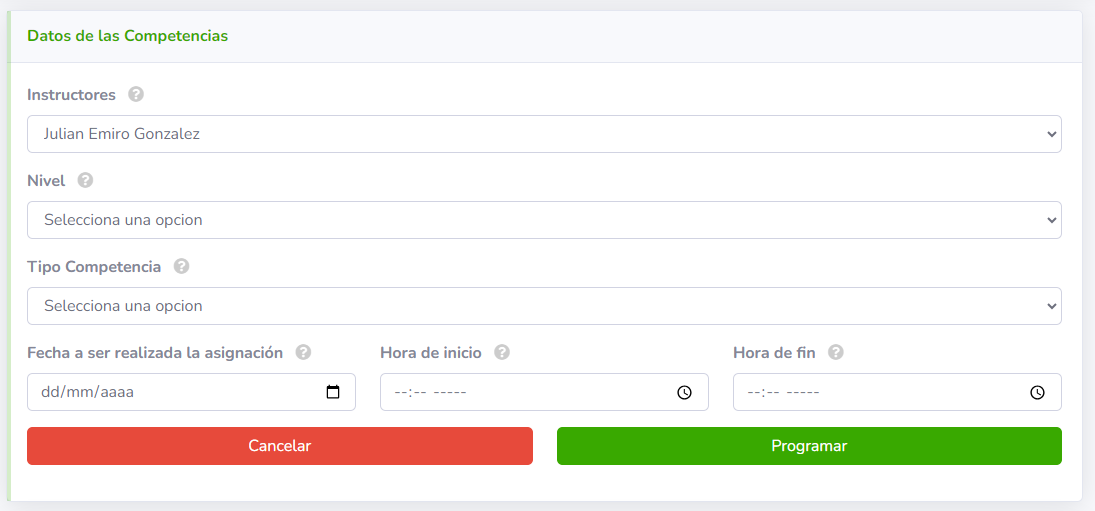 Datos de las Competencias
Instructores
Julian Emiro Gonzalez
Nivel
Selecciona una opcion
Tipo Competencia
Selecciona una opcion
Fecha a ser realizada la asignación Hora de inicio Hora de fin
dd/mm/aaaa --:-- ----- --:-- -----
Cancelar Programar